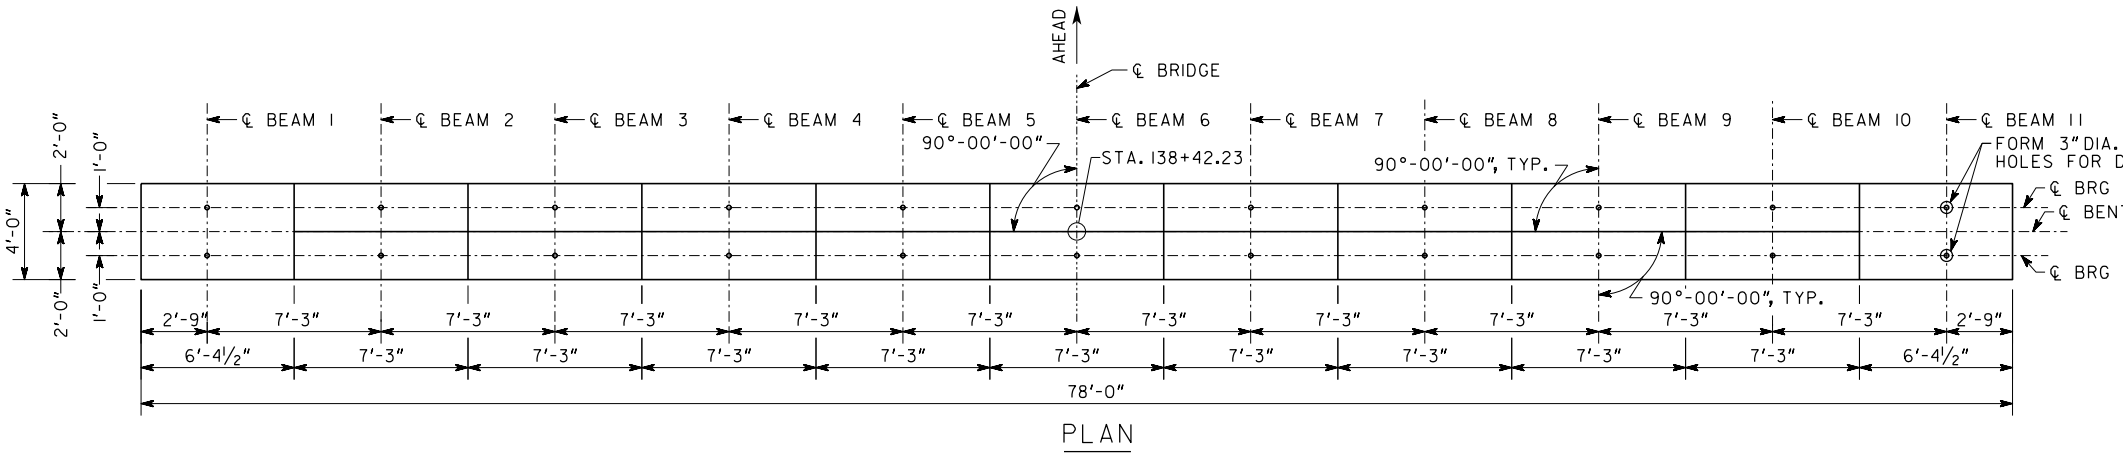 AHEAD
℄ BRIDGE
℄ BEAM 1
℄ BEAM 2
℄ BEAM 3
℄ BEAM 4
℄ BEAM 5
℄ BEAM 6
℄ BEAM 7
℄ BEAM 8
℄ BEAM 9
℄ BEAM 10
℄ BEAM 11
90°-00'-00"
STA. 138+42.23
90°-00'-00", TYP.
FORM 3" DIA.
HOLES FOR
℄ BRG
℄ BENT
℄ BRG
90°-00'-00", TYP.
4'-0"
2'-0"
2'-0"
1'-0"
1'-0"
2'-9" 7'-3" 7'-3" 7'-3" 7'-3" 7'-3" 7'-3" 7'-3" 7'-3" 7'-3" 7'-3" 2'-9"
6'-4½" 7'-3" 7'-3" 7'-3" 7'-3" 7'-3" 7'-3" 7'-3" 7'-3" 7'-3" 6'-4½"
78'-0"
PLAN